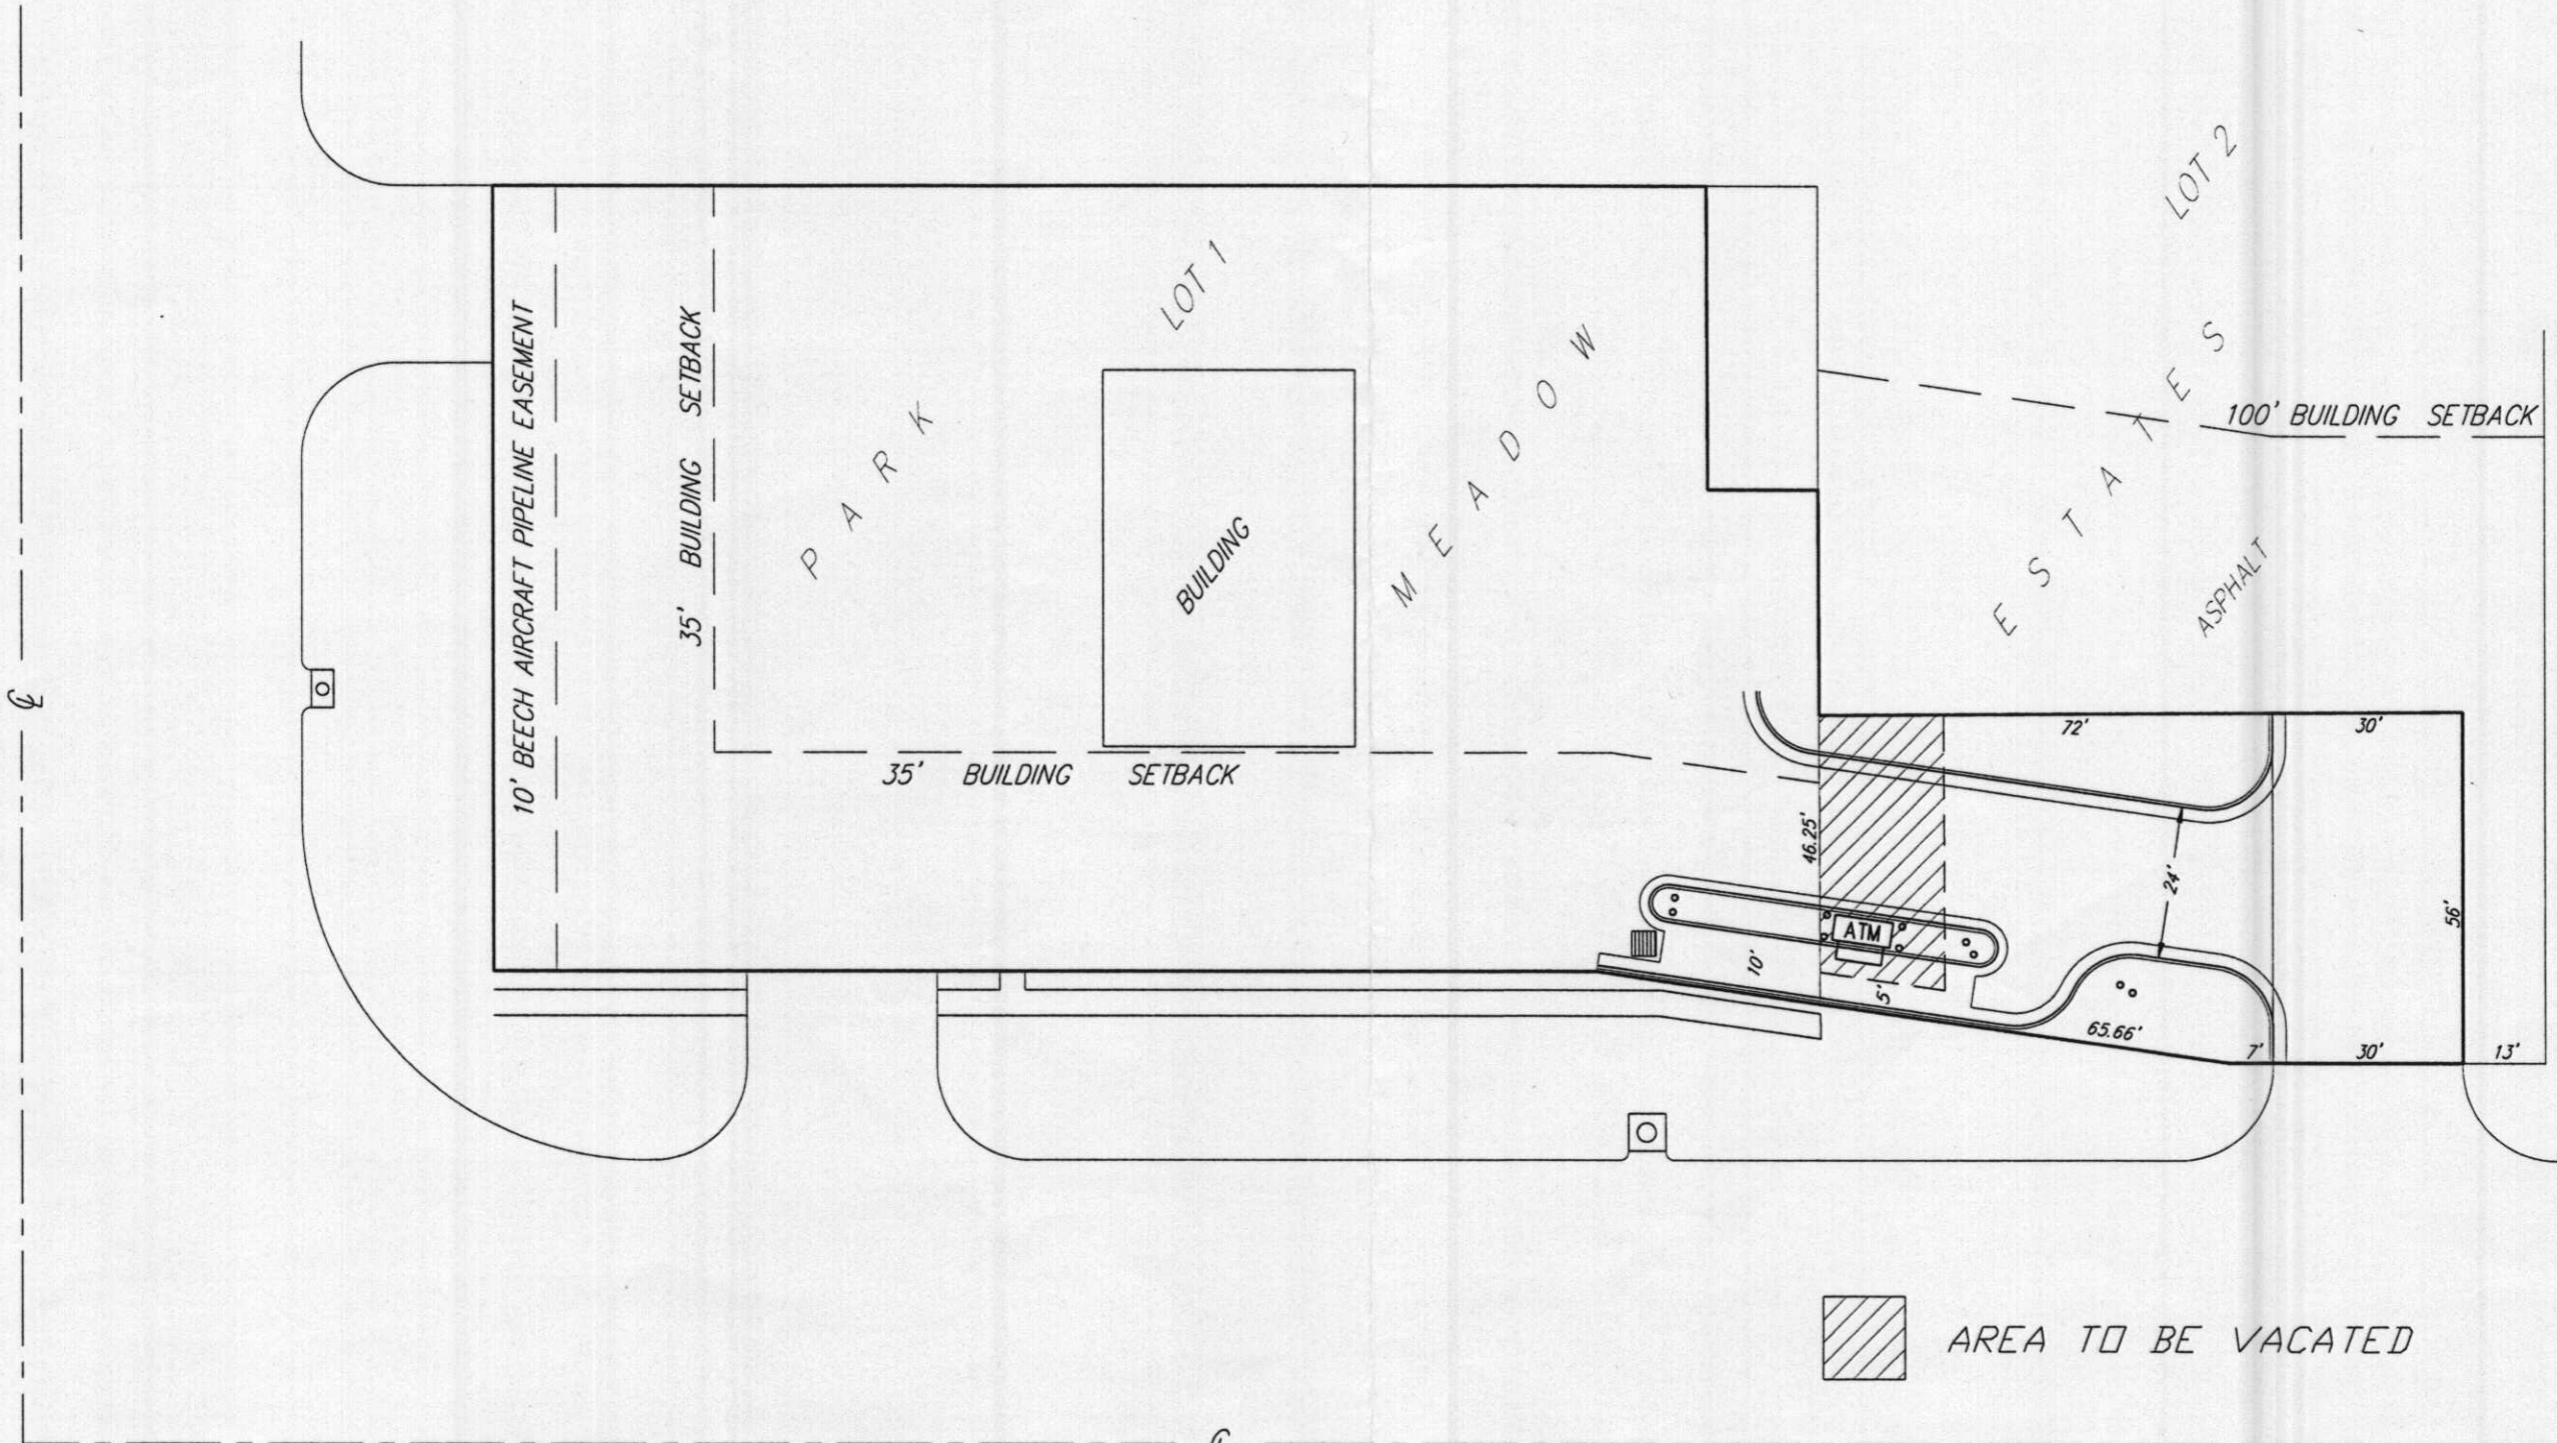 LOT 2
LOT 1
10' BEECH AIRCRAFT PIPELINE EASEMENT
35' BUILDING SETBACK
PARK
MEADOW
ESTATES
100' BUILDING SETBACK
BUILDING
ASPHALT
℄
72'
30'
35' BUILDING SETBACK
46.25'
24'
56'
ATM
10'
5'
65.66'
7'
30'
13'
AREA TO BE VACATED
℄